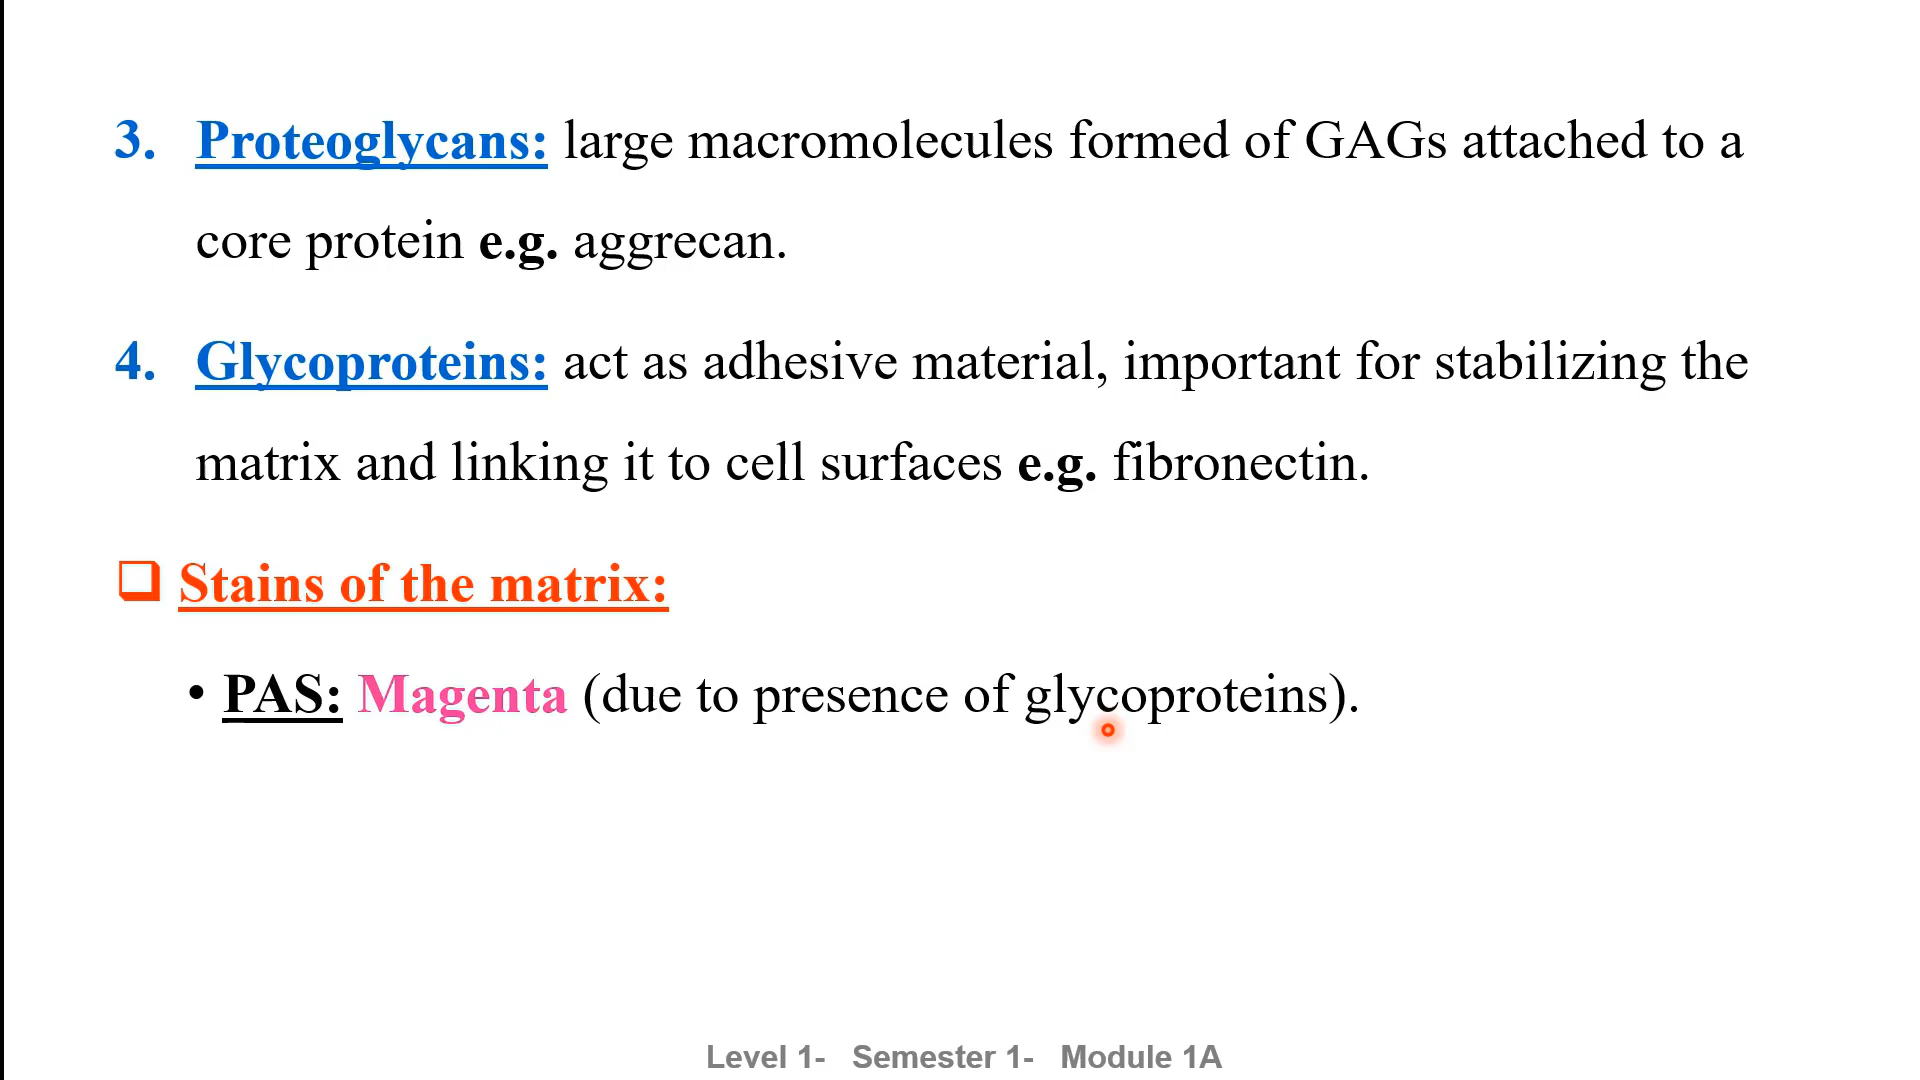 3. Proteoglycans: large macromolecules formed of GAGs attached to a
core protein e.g. aggrecan.
4. Glycoproteins: act as adhesive material, important for stabilizing the
matrix and linking it to cell surfaces e.g. fibronectin.
❑ Stains of the matrix:
• PAS: Magenta (due to presence of glycoproteins).
Level 1- Semester 1- Module 1A